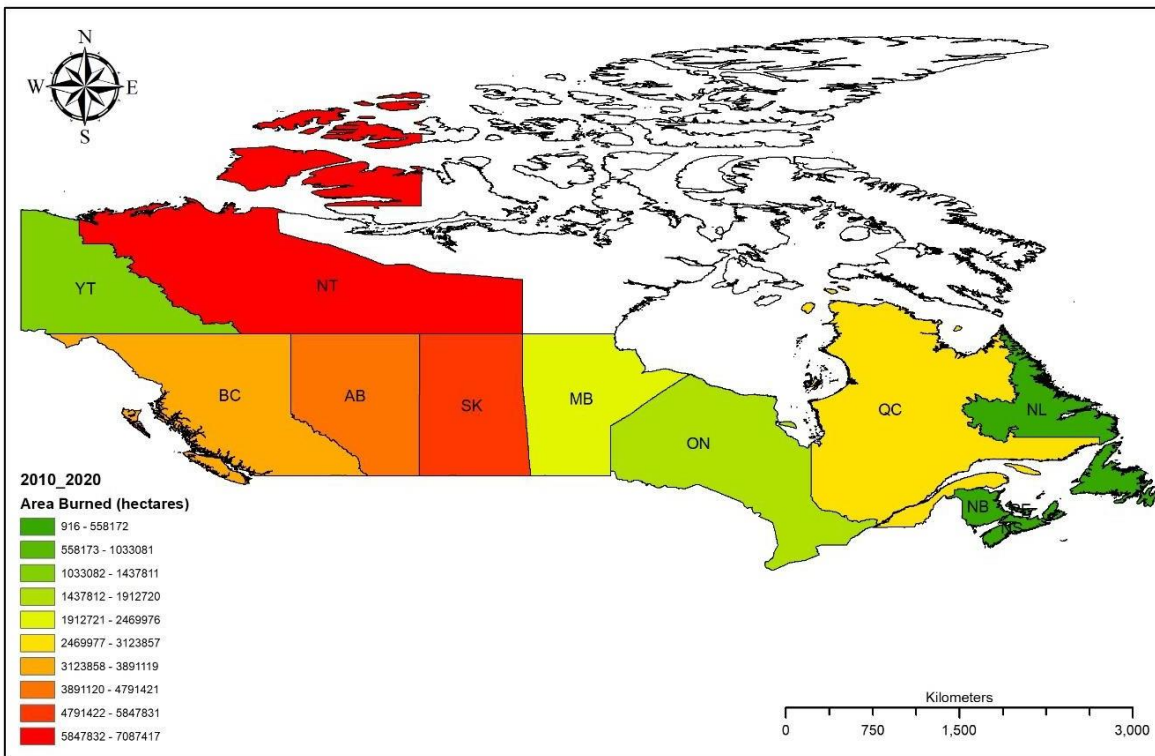 N
W E
S
YT
NT
BC
AB
SK
MB
ON
QC
NL
NB
PE
NS
2010_2020
Area Burned (hectares)
916 - 558172
558173 - 1033081
1033082 - 1437811
1437812 - 1912720
1912721 - 2469976
2469977 - 3123857
3123858 - 3891119
3891120 - 4791421
4791422 - 5847831
5847832 - 7087417
Kilometers
0 750 1,500 3,000